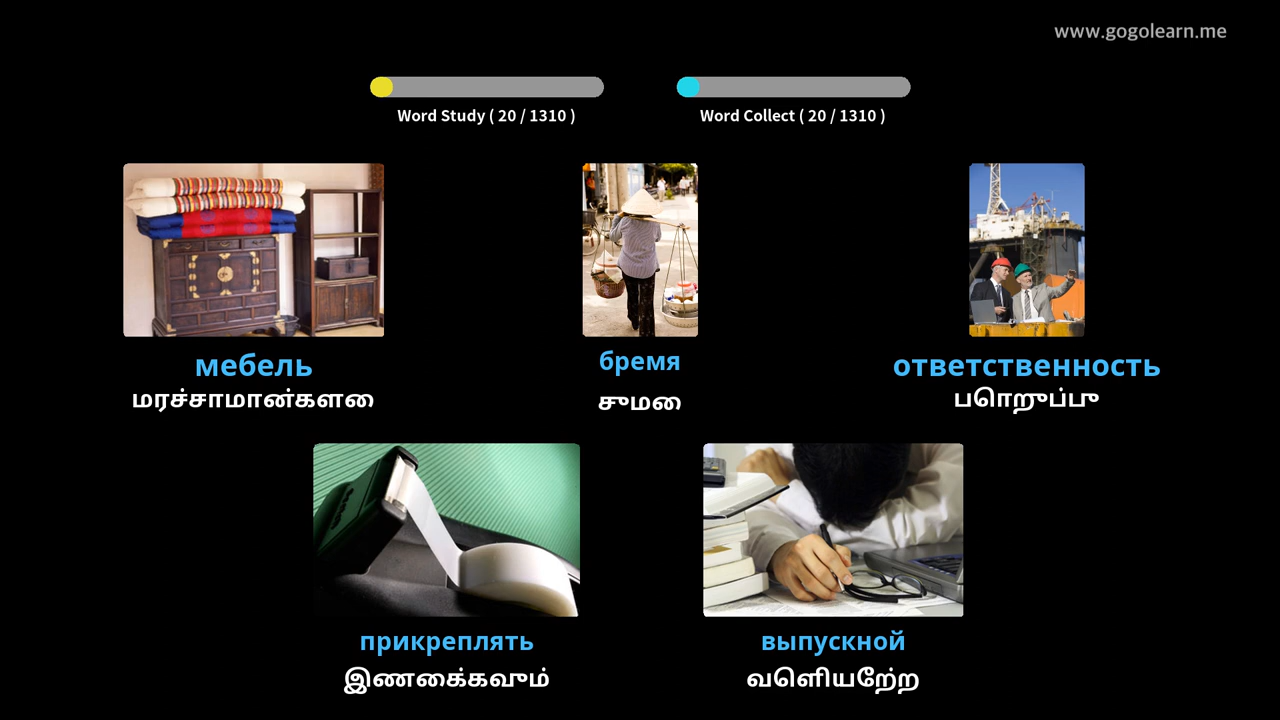 www.gogolearn.me
Word Study ( 20 / 1310 )
Word Collect ( 20 / 1310 )
мебель
மரச்சாமான்களை
бремя
சுமை
ответственность
பொறுப்பு
прикреплять
இணைக்கவும்
выпускной
வெளியேற்ற